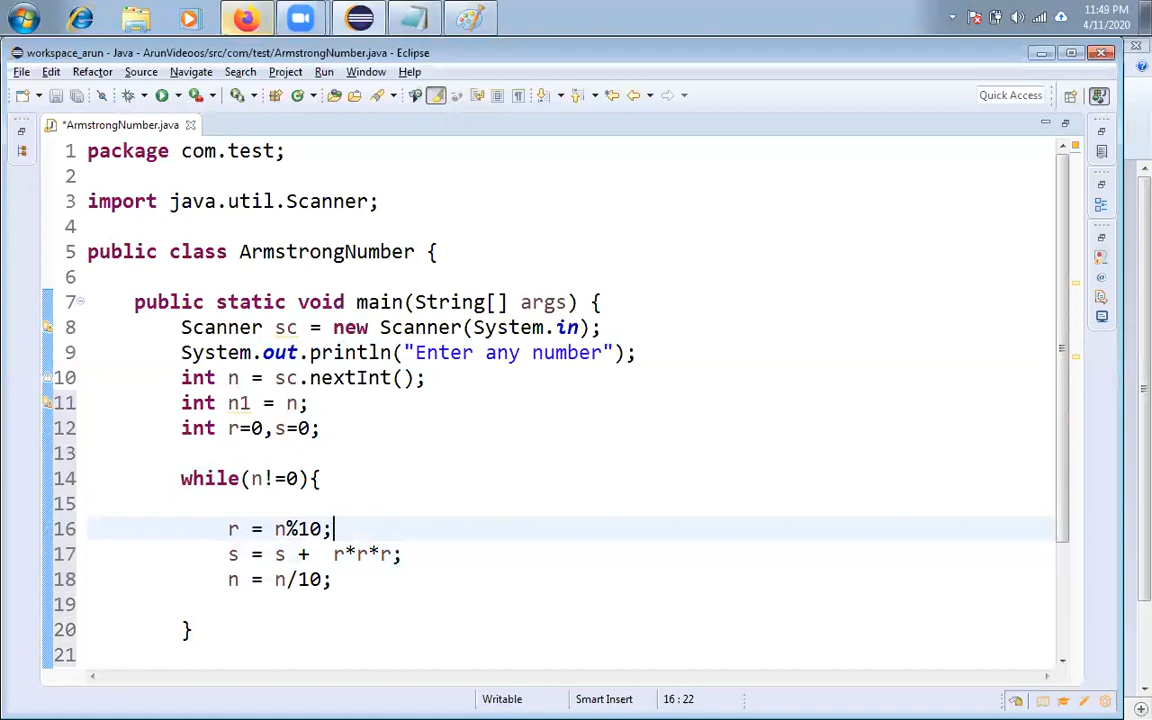 11:49 PM
4/11/2020
workspace_arun - Java - ArunVideoos/src/com/test/ArmstrongNumber.java - Eclipse
File Edit Refactor Source Navigate Search Project Run Window Help
Quick Access
*ArmstrongNumber.java
1 package com.test;
2
3 import java.util.Scanner;
4
5 public class ArmstrongNumber {
6
7 public static void main(String[] args) {
8 Scanner sc = new Scanner(System.in);
9 System.out.println("Enter any number");
10 int n = sc.nextInt();
11 int n1 = n;
12 int r=0,s=0;
13
14 while(n!=0){
15
16 r = n%10;
17 s = s +  r*r*r;
18 n = n/10;
19
20 }
21
Writable Smart Insert 16 : 22